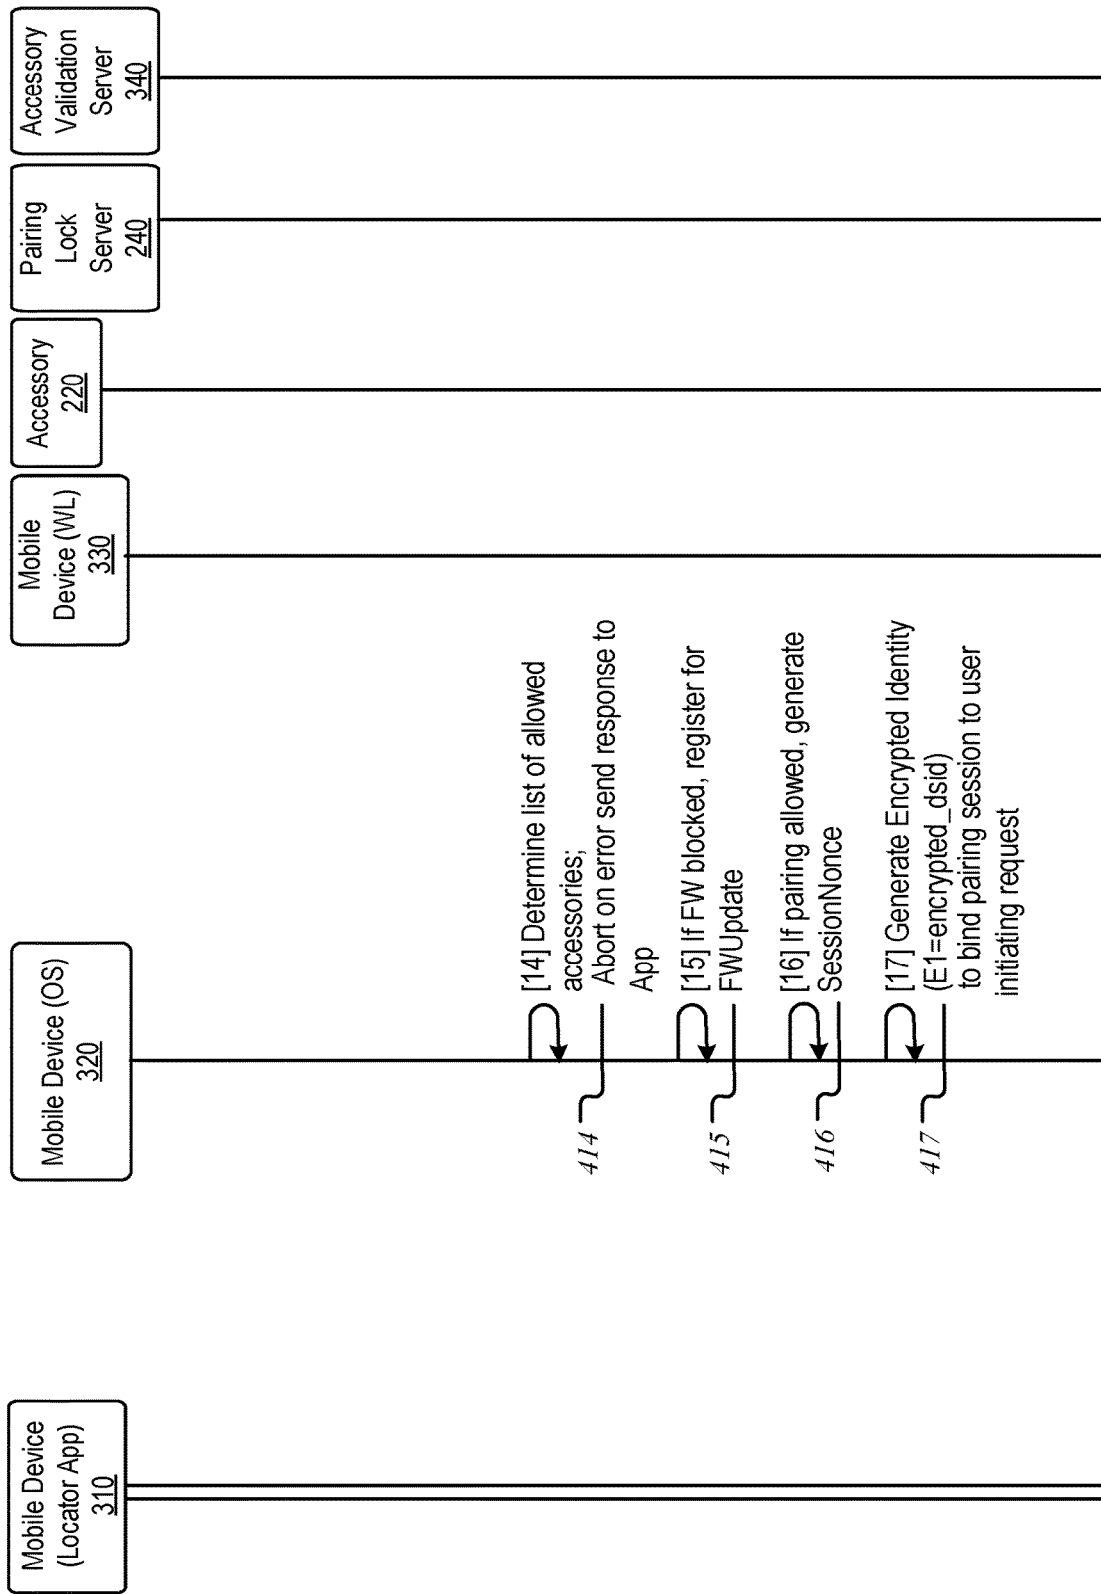 Mobile Device
(Locator App)
310
Mobile Device (OS)
320
Mobile
Device (WL)
330
Accessory
220
Pairing
Lock
Server
240
Accessory
Validation
Server
340
[14] Determine list of allowed
accessories;
Abort on error send response to
App
414
[15] If FW blocked, register for
FWUpdate
415
[16] If pairing allowed, generate
SessionNonce
416
[17] Generate Encrypted Identity
(E1=encrypted_dsid)
to bind pairing session to user
initiating request
417